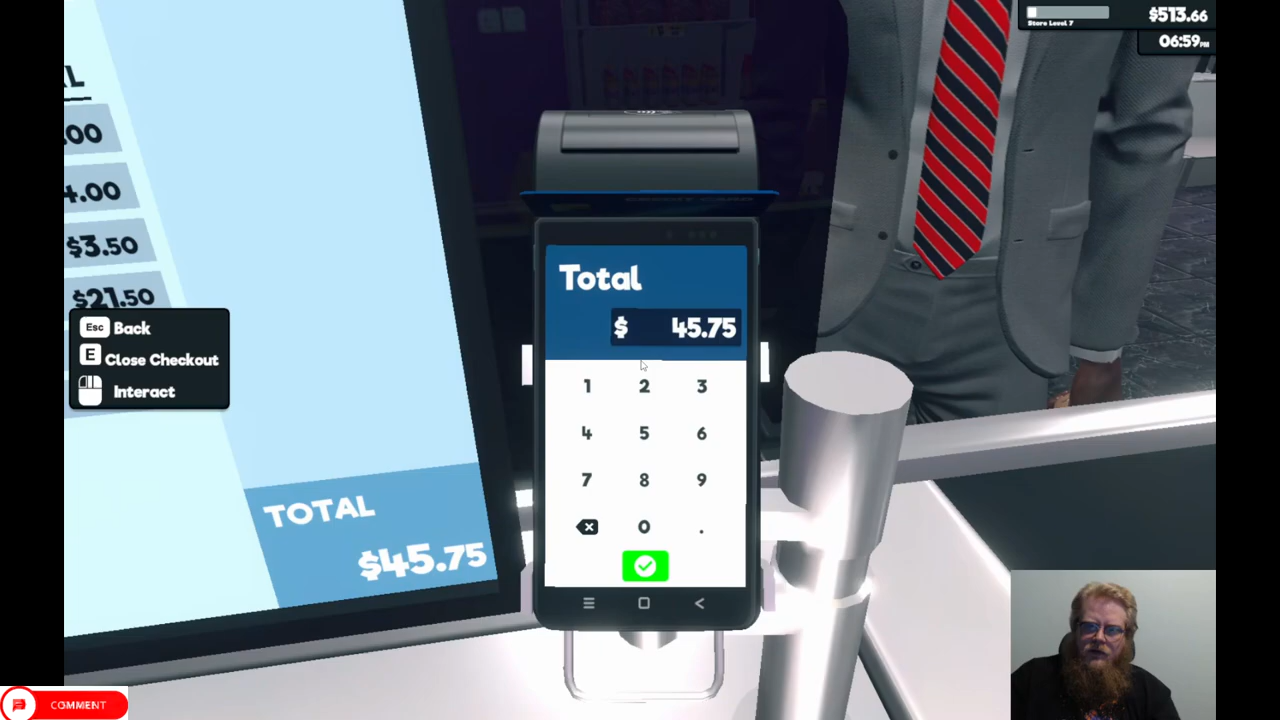 $513.66
Store Level 7
06:59PM
.00
4.00
$3.50
$21.50
Esc Back
E Close Checkout
Interact
Total
$ 45.75
1 2 3
4 5 6
7 8 9
0 .
TOTAL
$45.75
COMMENT